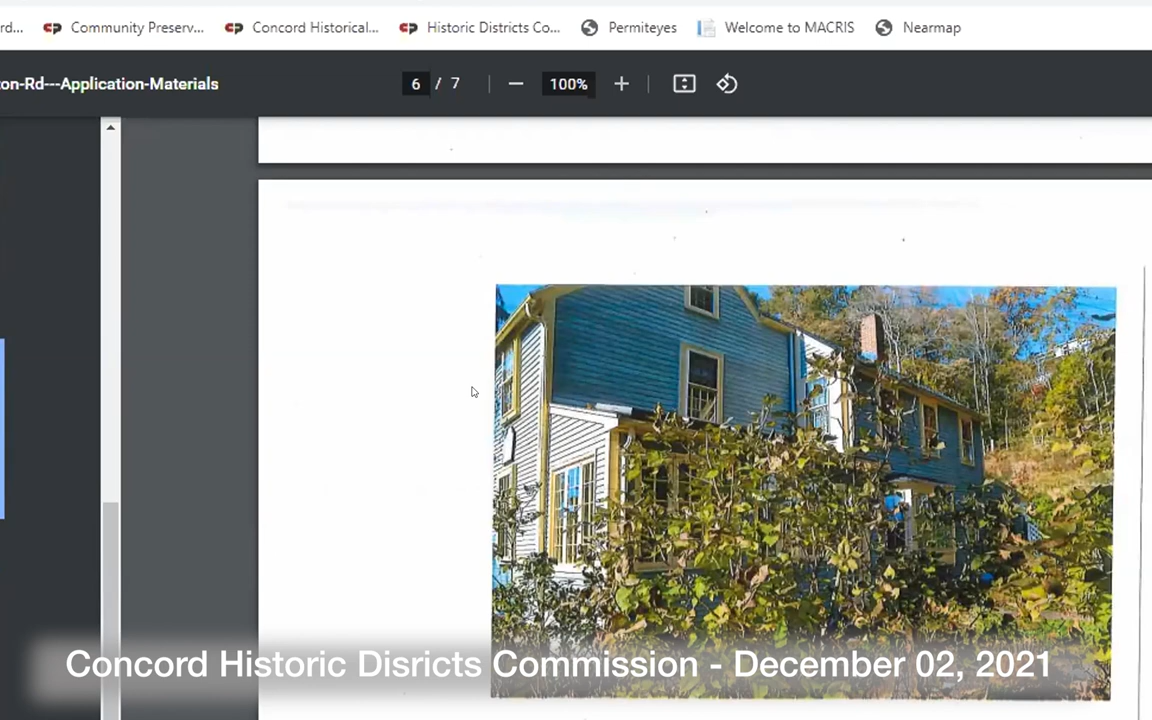 rd... Community Preserv... Concord Historical... Historic Districts Co... Permiteyes Welcome to MACRIS Nearmap
on-Rd---Application-Materials 6 / 7 100%
Concord Historic Disricts Commission - December 02, 2021